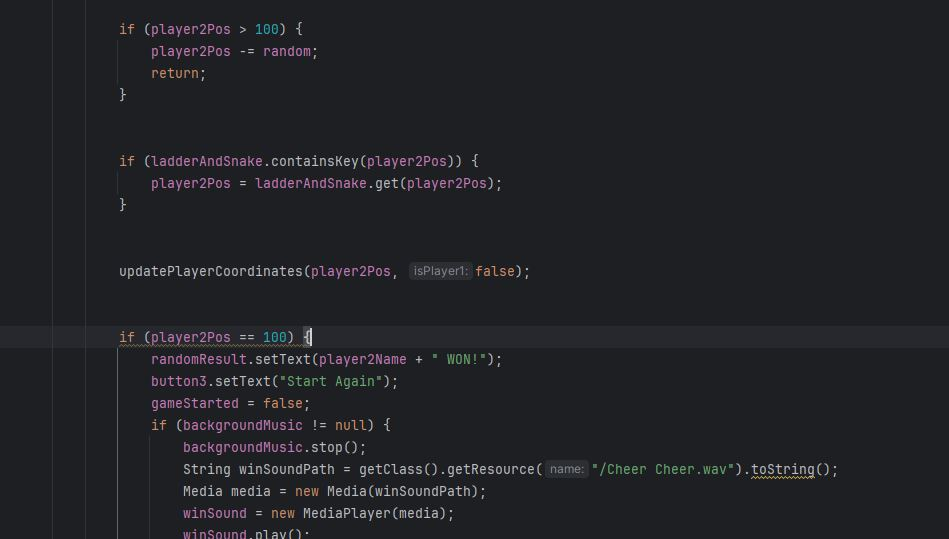 if (player2Pos > 100) {
player2Pos -= random;
return;
}
if (ladderAndSnake.containsKey(player2Pos)) {
player2Pos = ladderAndSnake.get(player2Pos);
}
updatePlayerCoordinates(player2Pos, isPlayer1: false);
if (player2Pos == 100) {
randomResult.setText(player2Name + " WON!");
button3.setText("Start Again");
gameStarted = false;
if (backgroundMusic != null) {
backgroundMusic.stop();
String winSoundPath = getClass().getResource( name: "/Cheer Cheer.wav").toString();
Media media = new Media(winSoundPath);
winSound = new MediaPlayer(media);
winSound.play();